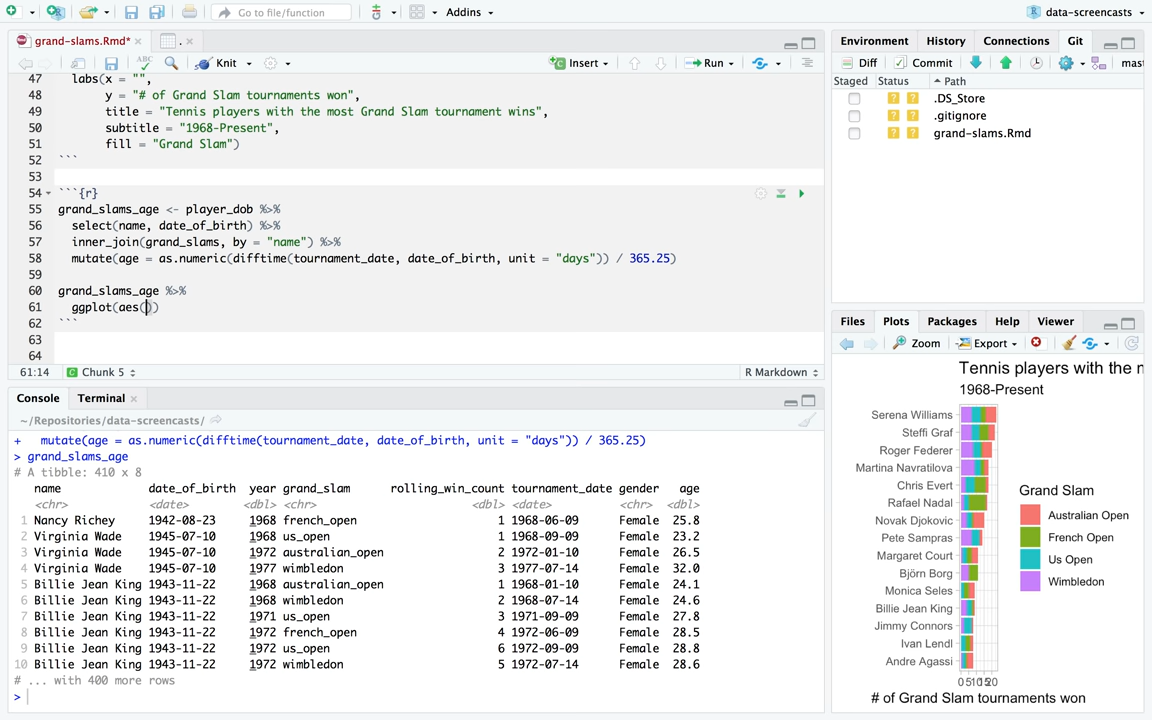 Go to file/function
Addins
data-screencasts
grand-slams.Rmd*
.
ABC
Knit
Insert
Run
47 labs(x = "",
48 y = "# of Grand Slam tournaments won",
49 title = "Tennis players with the most Grand Slam tournament wins",
50 subtitle = "1968-Present",
51 fill = "Grand Slam")
52 ```
53
54 ```{r}
55 grand_slams_age <- player_dob %>%
56 select(name, date_of_birth) %>%
57 inner_join(grand_slams, by = "name") %>%
58 mutate(age = as.numeric(difftime(tournament_date, date_of_birth, unit = "days")) / 365.25)
59
60 grand_slams_age %>%
61 ggplot(aes())
62 ```
63
64
61:14 Chunk 5 R Markdown
Console Terminal
~/Repositories/data-screencasts/
+ mutate(age = as.numeric(difftime(tournament_date, date_of_birth, unit = "days")) / 365.25)
> grand_slams_age
# A tibble: 410 x 8
name date_of_birth year grand_slam rolling_win_count tournament_date gender age
<chr> <date> <dbl> <chr> <dbl> <date> <chr> <dbl>
1 Nancy Richey 1942-08-23 1968 french_open 1 1968-06-09 Female 25.8
2 Virginia Wade 1945-07-10 1968 us_open 1 1968-09-09 Female 23.2
3 Virginia Wade 1945-07-10 1972 australian_open 2 1972-01-10 Female 26.5
4 Virginia Wade 1945-07-10 1977 wimbledon 3 1977-07-14 Female 32.0
5 Billie Jean King 1943-11-22 1968 australian_open 1 1968-01-10 Female 24.1
6 Billie Jean King 1943-11-22 1968 wimbledon 2 1968-07-14 Female 24.6
7 Billie Jean King 1943-11-22 1971 us_open 3 1971-09-09 Female 27.8
8 Billie Jean King 1943-11-22 1972 french_open 4 1972-06-09 Female 28.5
9 Billie Jean King 1943-11-22 1972 us_open 6 1972-09-09 Female 28.8
10 Billie Jean King 1943-11-22 1972 wimbledon 5 1972-07-14 Female 28.6
# ... with 400 more rows
>
Environment History Connections Git
Diff Commit mast
Staged Status Path
? ? .DS_Store
? ? .gitignore
? ? grand-slams.Rmd
Files Plots Packages Help Viewer
Zoom Export
Tennis players with the m
1968-Present
Serena Williams
Steffi Graf
Roger Federer
Martina Navratilova
Chris Evert
Rafael Nadal
Novak Djokovic
Pete Sampras
Margaret Court
Björn Borg
Monica Seles
Billie Jean King
Jimmy Connors
Ivan Lendl
Andre Agassi
0 5 10 15 20
# of Grand Slam tournaments won
Grand Slam
Australian Open
French Open
Us Open
Wimbledon